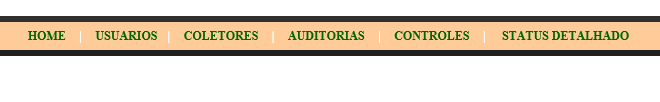 HOME | USUARIOS | COLETORES | AUDITORIAS | CONTROLES | STATUS DETALHADO